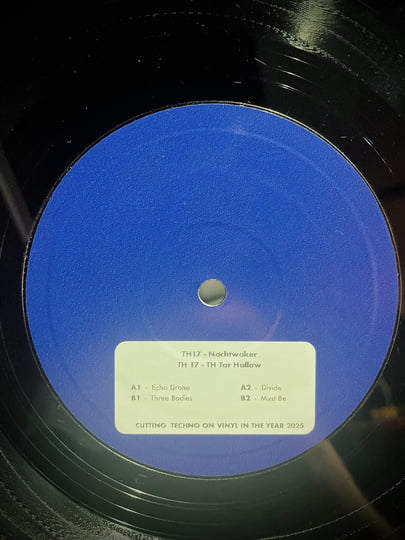 TH17 - Nachtwaker
TH 17 - TH Tar Hallow
A1 - Echo Drone A2 - Divide
B1 - Three Bodies B2 - Must Be
CUTTING TECHNO ON VINYL IN THE YEAR 2025